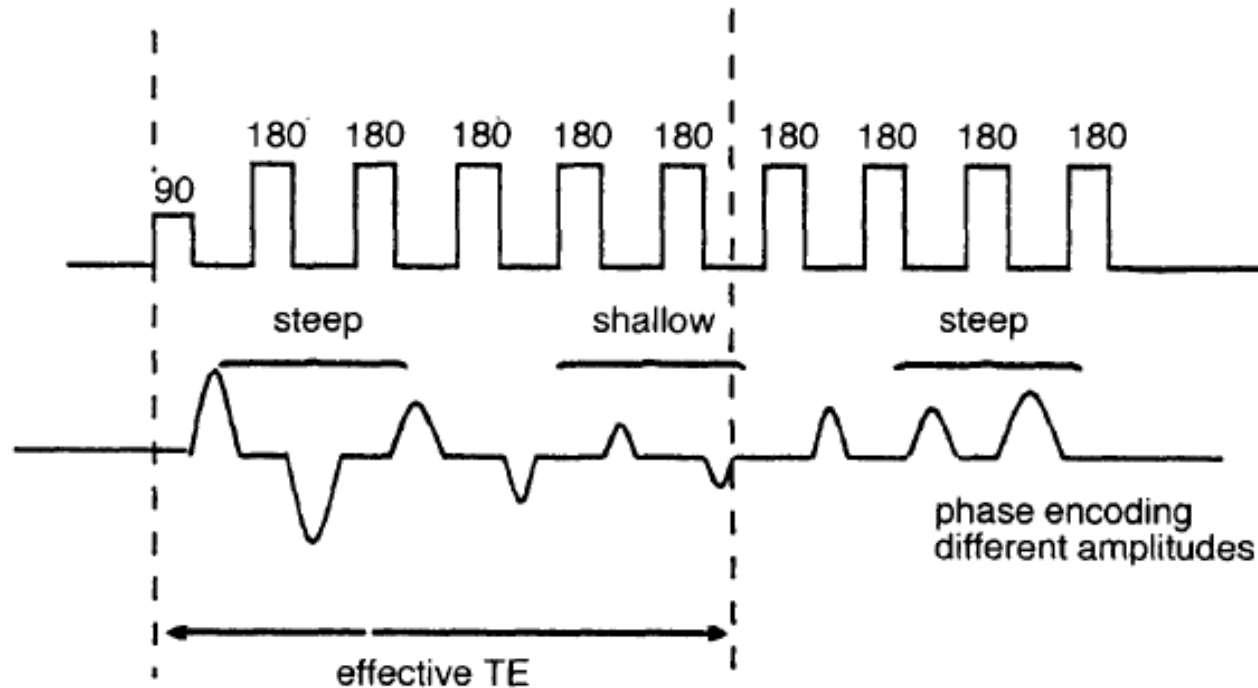 180 180 180 180 180 180 180 180 180
90
steep shallow steep
phase encoding
different amplitudes
effective TE